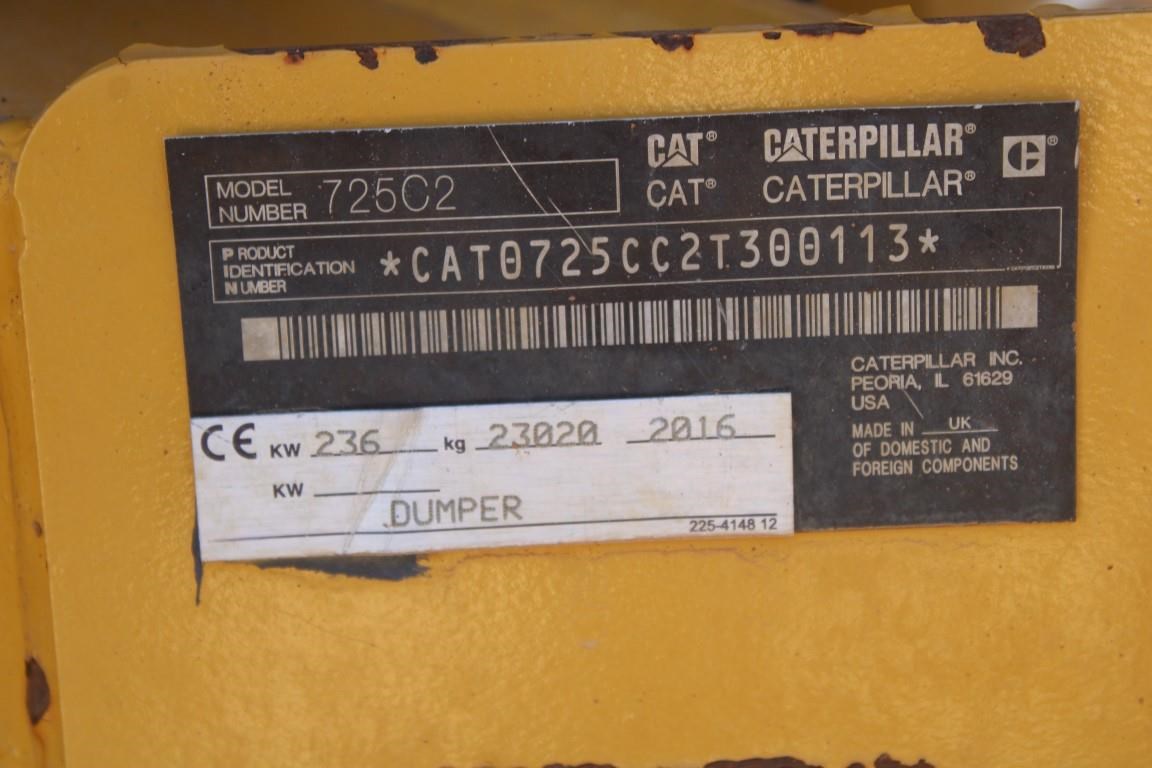 CAT® CATERPILLAR®
CAT® CATERPILLAR®
MODEL NUMBER 725C2
PRODUCT IDENTIFICATION NUMBER *CAT0725CC2T300113*
CATERPILLAR INC.
PEORIA, IL 61629
USA
MADE IN UK
OF DOMESTIC AND
FOREIGN COMPONENTS
CE KW 236 kg 23020 2016
KW
DUMPER
225-4148 12